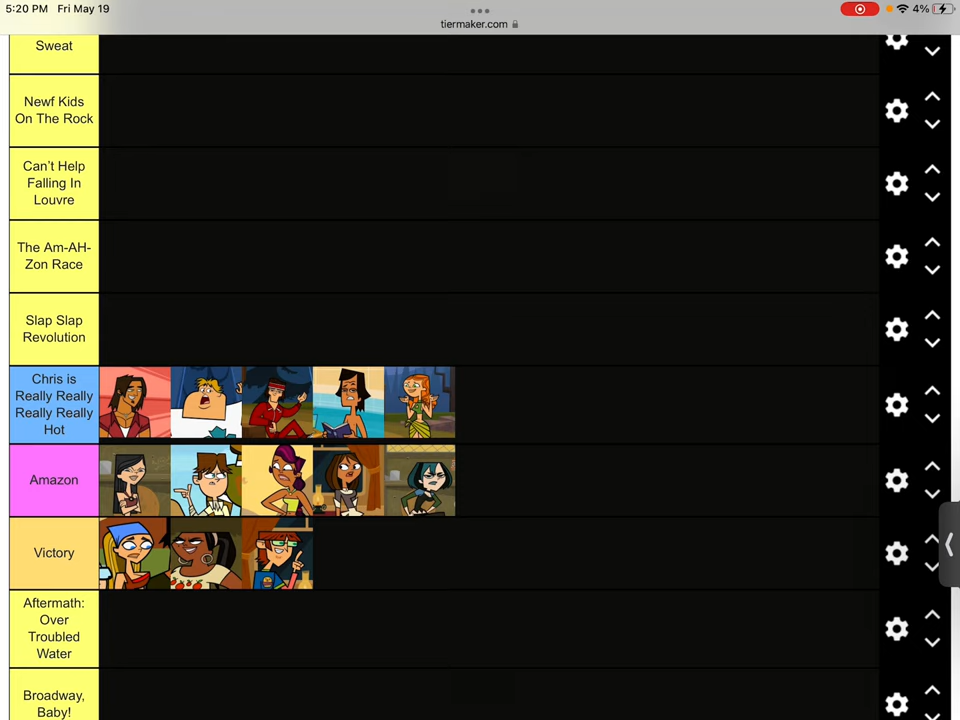 5:20 PM Fri May 19
4%
tiermaker.com
Sweat
Newf Kids
On The Rock
Can't Help
Falling In
Louvre
The Am-AH-
Zon Race
Slap Slap
Revolution
Chris is
Really Really
Really Really
Hot
Amazon
Victory
Aftermath:
Over
Troubled
Water
Broadway,
Baby!